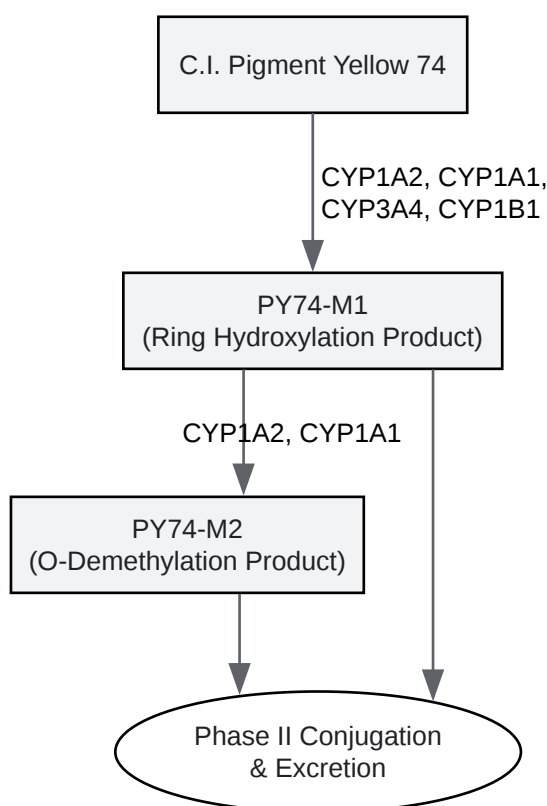 C.I. Pigment Yellow 74
CYP1A2, CYP1A1,
CYP3A4, CYP1B1
PY74-M1
(Ring Hydroxylation Product)
CYP1A2, CYP1A1
PY74-M2
(O-Demethylation Product)
Phase II Conjugation
& Excretion